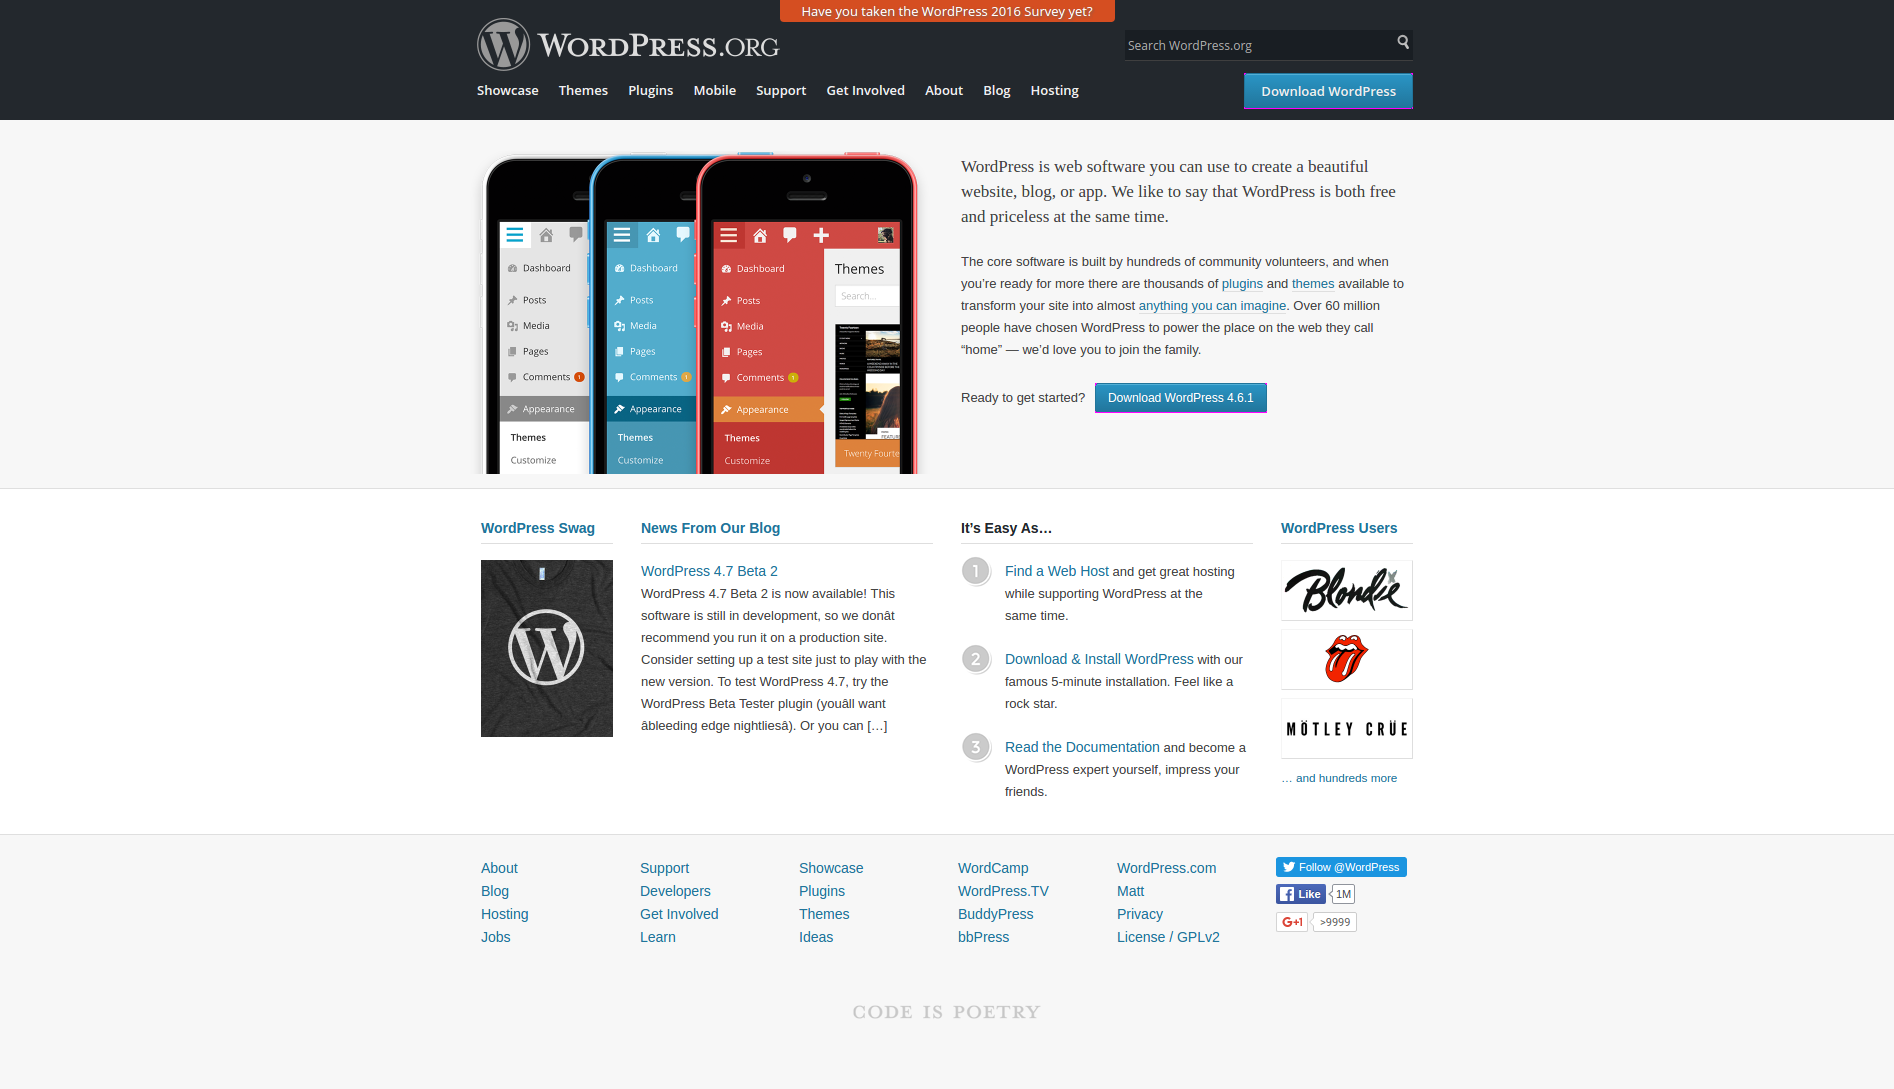 Have you taken the WordPress 2016 Survey yet?
WORDPRESS.ORG
Search WordPress.org
Showcase Themes Plugins Mobile Support Get Involved About Blog Hosting
Download WordPress
Dashboard
Posts
Media
Pages
Comments 1
Appearance
Themes
Customize
Dashboard
Posts
Media
Pages
Comments 1
Appearance
Themes
Customize
Dashboard
Posts
Media
Pages
Comments 1
Appearance
Themes
Customize
Themes
Search...
Twenty Fourte
WordPress is web software you can use to create a beautiful
website, blog, or app. We like to say that WordPress is both free
and priceless at the same time.
The core software is built by hundreds of community volunteers, and when
you’re ready for more there are thousands of plugins and themes available to
transform your site into almost anything you can imagine. Over 60 million
people have chosen WordPress to power the place on the web they call
“home” — we’d love you to join the family.
Ready to get started? Download WordPress 4.6.1
WordPress Swag
News From Our Blog
WordPress 4.7 Beta 2
WordPress 4.7 Beta 2 is now available! This
software is still in development, so we donât
recommend you run it on a production site.
Consider setting up a test site just to play with the
new version. To test WordPress 4.7, try the
WordPress Beta Tester plugin (youâll want
âbleeding edge nightliesâ). Or you can […]
It’s Easy As…
1 Find a Web Host and get great hosting
while supporting WordPress at the
same time.
2 Download & Install WordPress with our
famous 5-minute installation. Feel like a
rock star.
3 Read the Documentation and become a
WordPress expert yourself, impress your
friends.
WordPress Users
Blondie
MÖTLEY CRÜE
… and hundreds more
About
Blog
Hosting
Jobs
Support
Developers
Get Involved
Learn
Showcase
Plugins
Themes
Ideas
WordCamp
WordPress.TV
BuddyPress
bbPress
WordPress.com
Matt
Privacy
License / GPLv2
Follow @WordPress
Like 1M
G+1 >9999
CODE IS POETRY